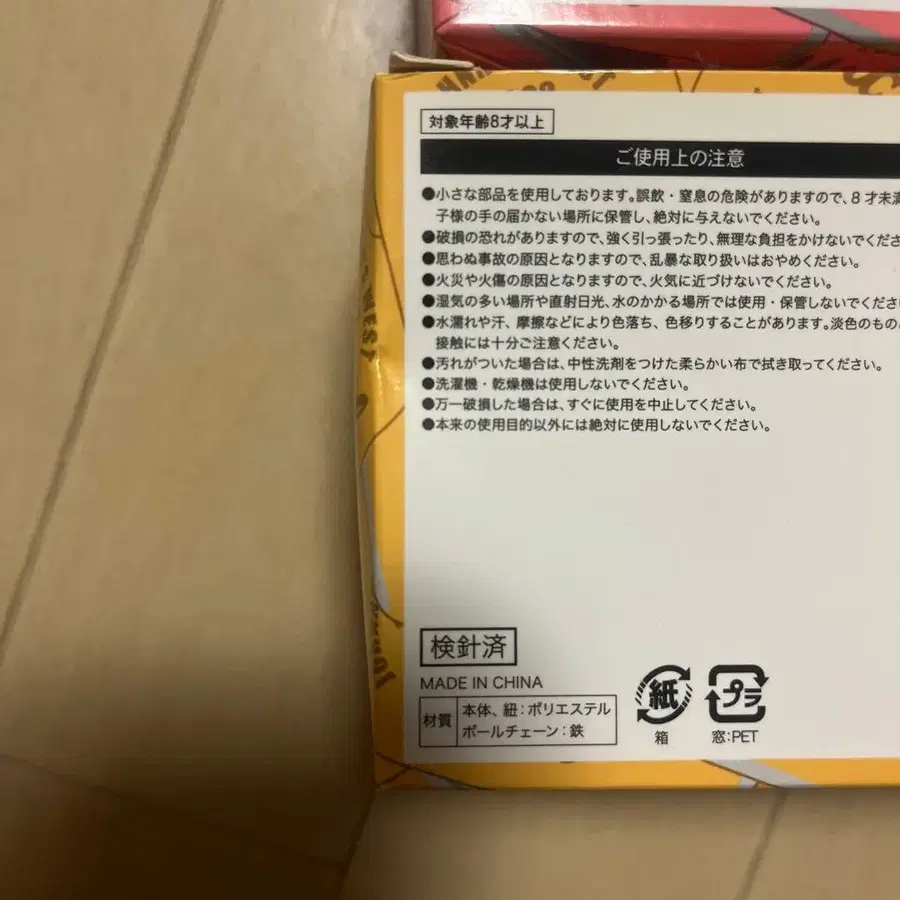 対象年齢8才以上
ご使用上の注意
●小さな部品を使用しております。誤飲・窒息の危険がありますので、8才未満
子様の手の届かない場所に保管し、絶対に与えないでください。
●破損の恐れがありますので、強く引っ張ったり、無理な負担をかけないでくださ
●思わぬ事故の原因となりますので、乱暴な取り扱いはおやめください。
●火災や火傷の原因となりますので、火気に近づけないでください。
●湿気の多い場所や直射日光、水のかかる場所では使用・保管しないでくださ
●水濡れや汗、摩擦などにより色落ち、色移りすることがあります。淡色のもの
接触には十分ご注意ください。
●汚れがついた場合は、中性洗剤をつけた柔らかい布で拭き取ってください。
●洗濯機・乾燥機は使用しないでください。
●万一破損した場合は、すぐに使用を中止してください。
●本来の使用目的以外には絶対に使用しないでください。
検針済
MADE IN CHINA
材質
本体、紐：ポリエステル
ボールチェーン：鉄
紙
箱
プラ
窓：PET